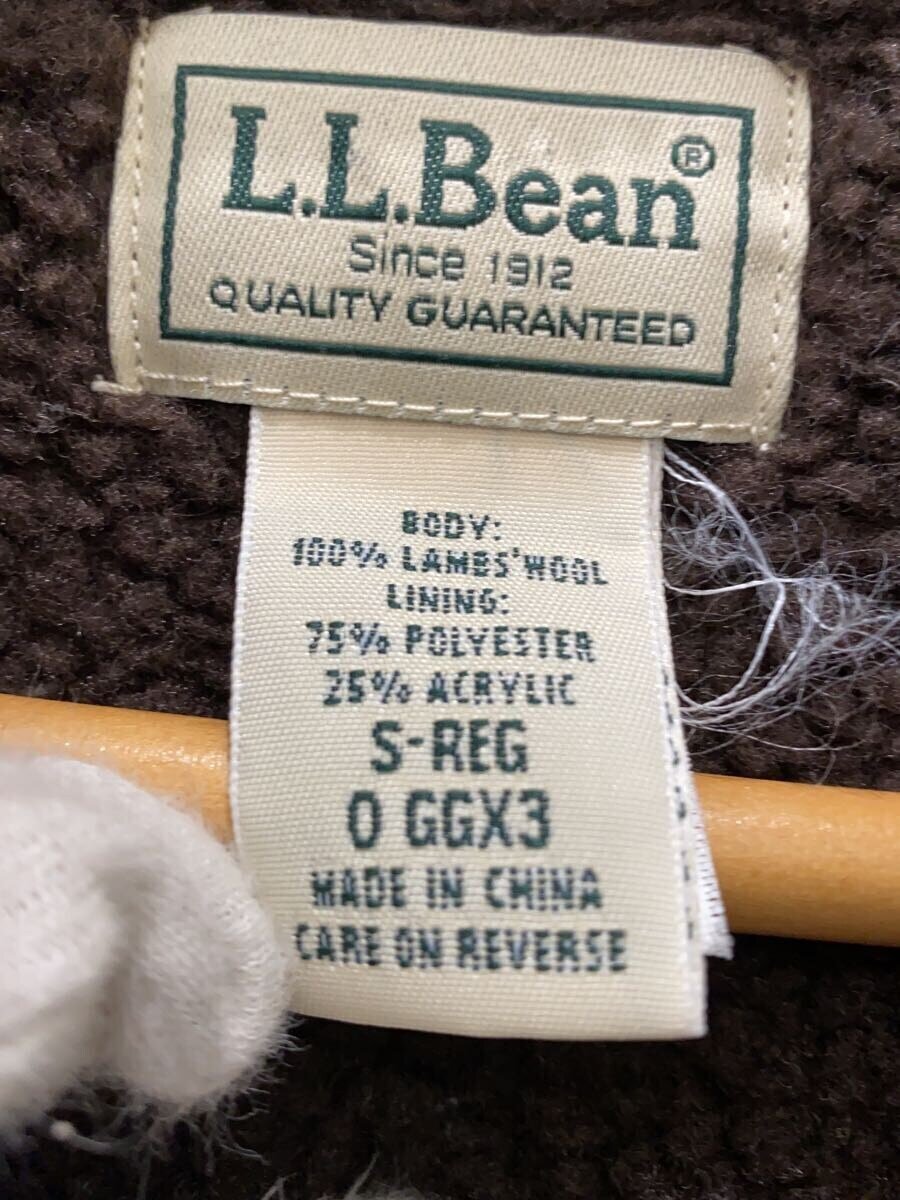 L.L.Bean®
Since 1912
QUALITY GUARANTEED
BODY:
100% LAMBS'WOOL
LINING:
75% POLYESTER
25% ACRYLIC
S-REG
0 GGX3
MADE IN CHINA
CARE ON REVERSE